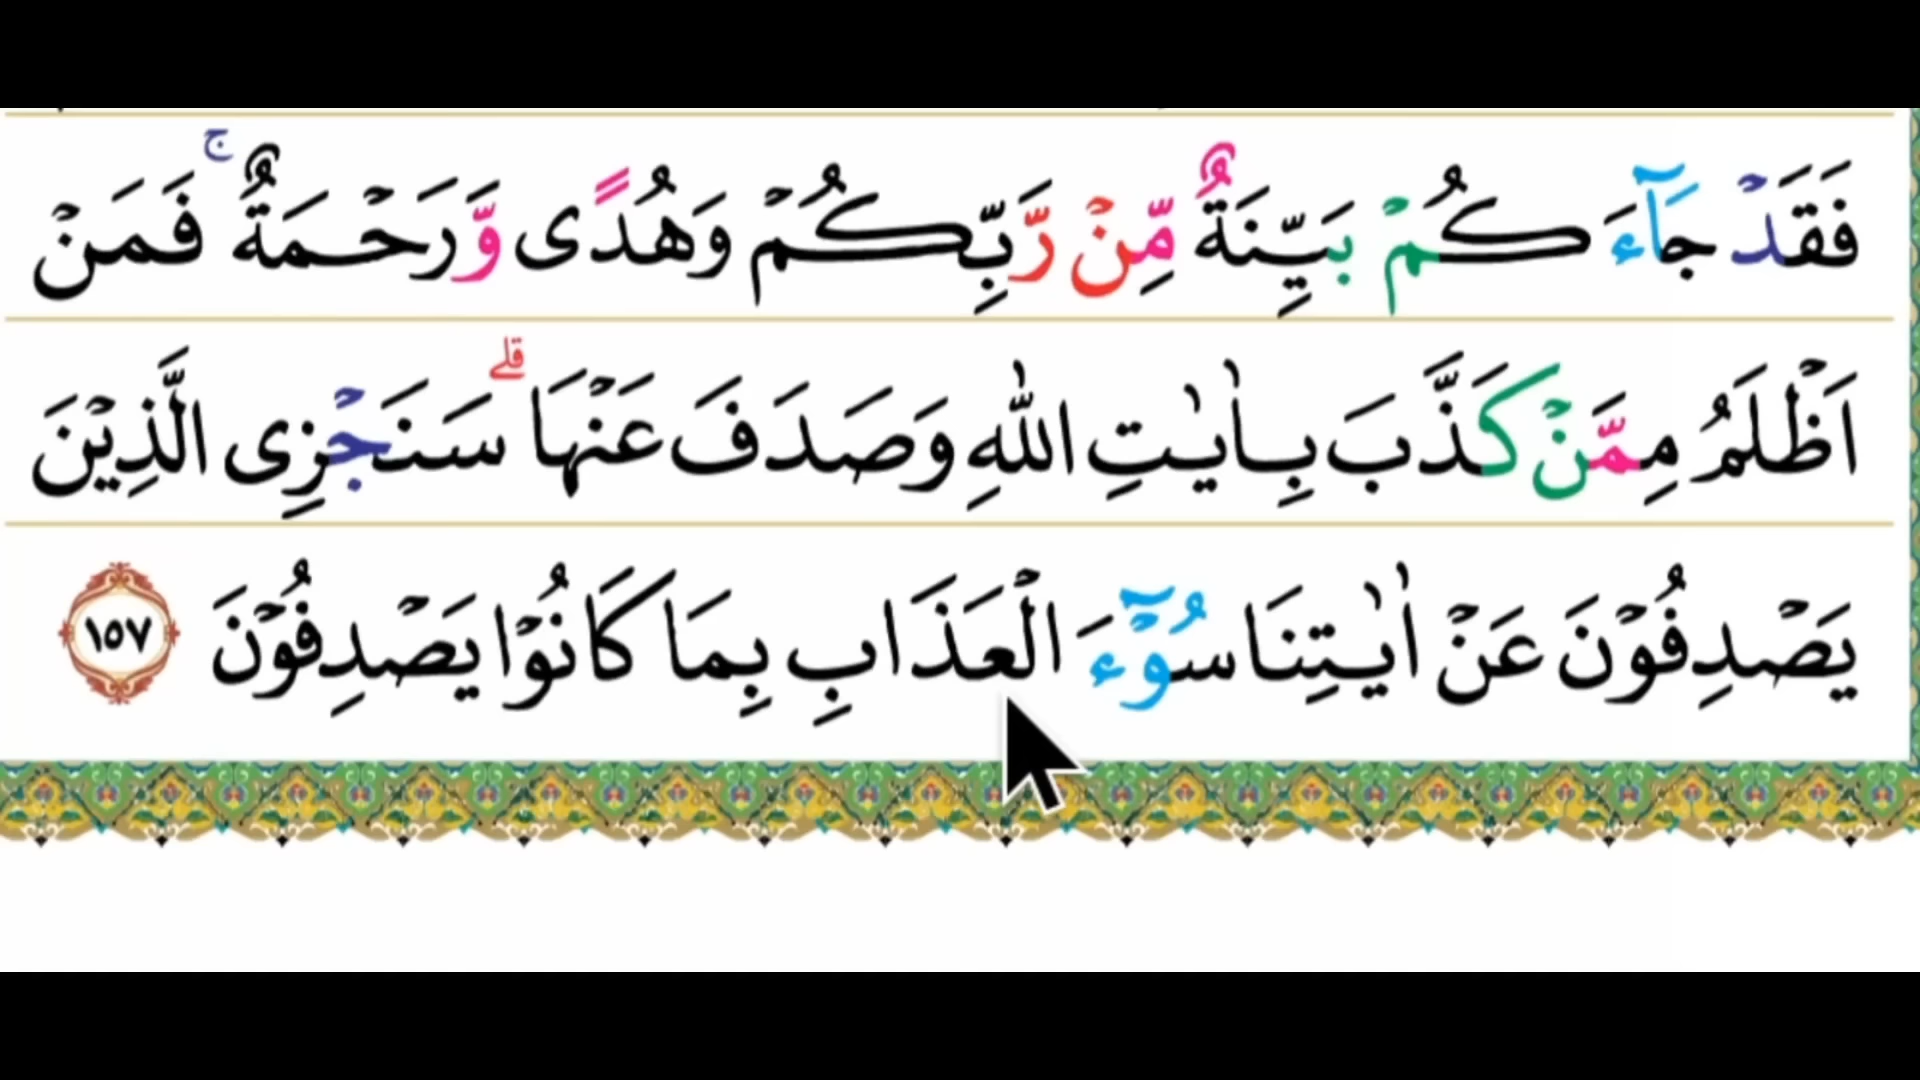 فَقَدْ جَآءَكُمْ بَيِّنَةٌ مِّنْ رَّبِّكُمْ وَهُدًى وَّرَحْمَةٌ ۚ فَمَنْ
اَظْلَمُ مِمَّنْ كَذَّبَ بِاٰيٰتِ اللّٰهِ وَصَدَفَ عَنْهَا ۗ سَنَجْزِى الَّذِيْنَ
يَصْدِفُوْنَ عَنْ اٰيٰتِنَا سُوْٓءَ الْعَذَابِ بِمَا كَانُوْا يَصْدِفُوْنَ ١٥٧